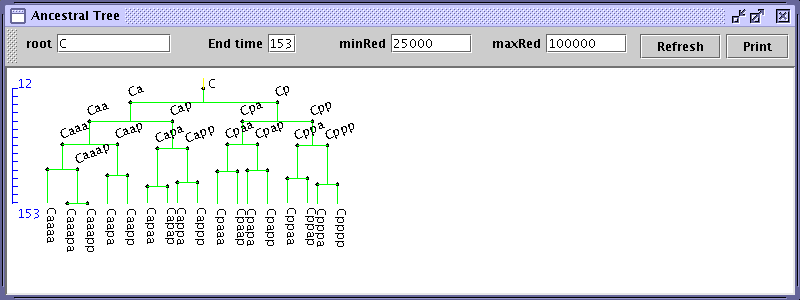 Ancestral Tree
root C End time 153 minRed 25000 maxRed 100000 Refresh Print
12
C
Ca Cp
Caa Cap Cpa Cpp
Caaa Caap Capa Capp Cpaa Cpap Cppa Cppp
Caaap
153
Caaaa Caaapa Caaapp Caapa Caapp Capaa Capap Cappa Cappp Cpaaa Cpaap Cpapa Cpapp Cppaa Cppap Cpppa Cpppp